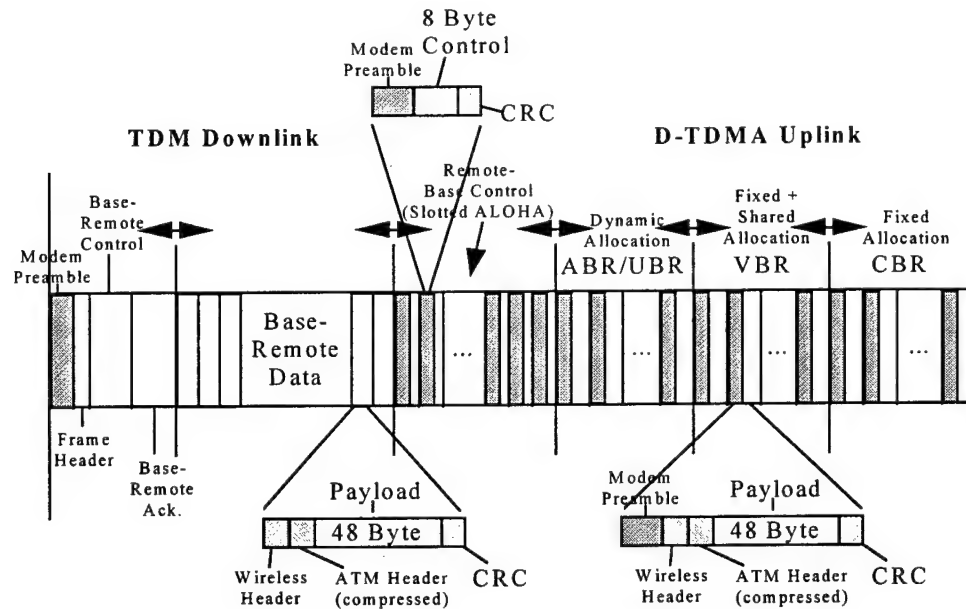 8 Byte
Control
Modem
Preamble
CRC
TDM Downlink
D-TDMA Uplink
Remote-
Base Control
(Slotted ALOHA)
Base-
Remote
Control
Modem
Preamble
Dynamic
Allocation
ABR/UBR
Fixed +
Shared
Allocation
VBR
Fixed
Allocation
CBR
Base-
Remote
Data
...
...
...
...
Frame
Header
Base-
Remote
Ack.
Payload
48 Byte
Wireless
Header
ATM Header
(compressed)
CRC
Modem
Preamble
Payload
48 Byte
Wireless
Header
ATM Header
(compressed)
CRC